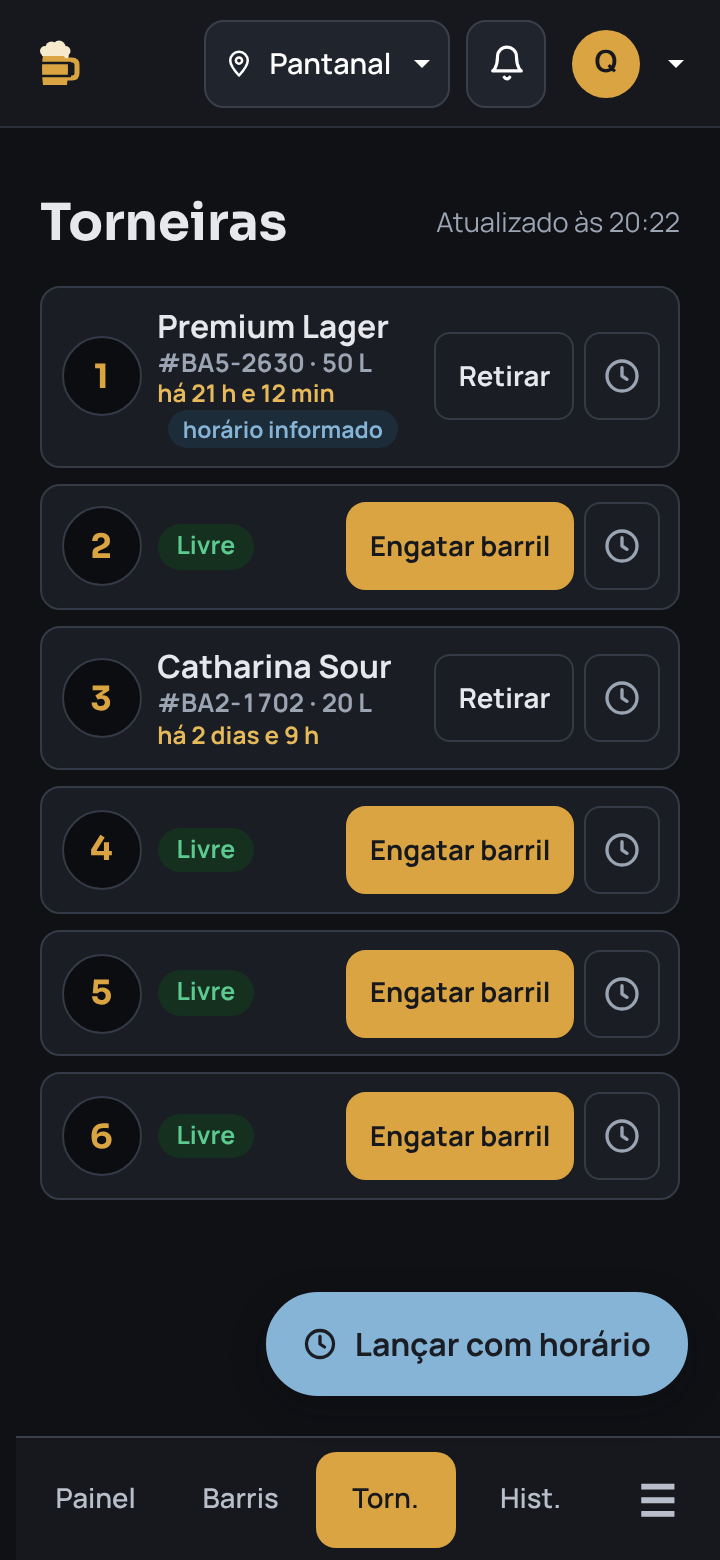 Pantanal
Q
Torneiras
Atualizado às 20:22
1
Premium Lager
#BA5-2630 · 50 L
há 21 h e 12 min
horário informado
Retirar
2
Livre
Engatar barril
3
Catharina Sour
#BA2-1702 · 20 L
há 2 dias e 9 h
Retirar
4
Livre
Engatar barril
5
Livre
Engatar barril
6
Livre
Engatar barril
Lançar com horário
Painel
Barris
Torn.
Hist.